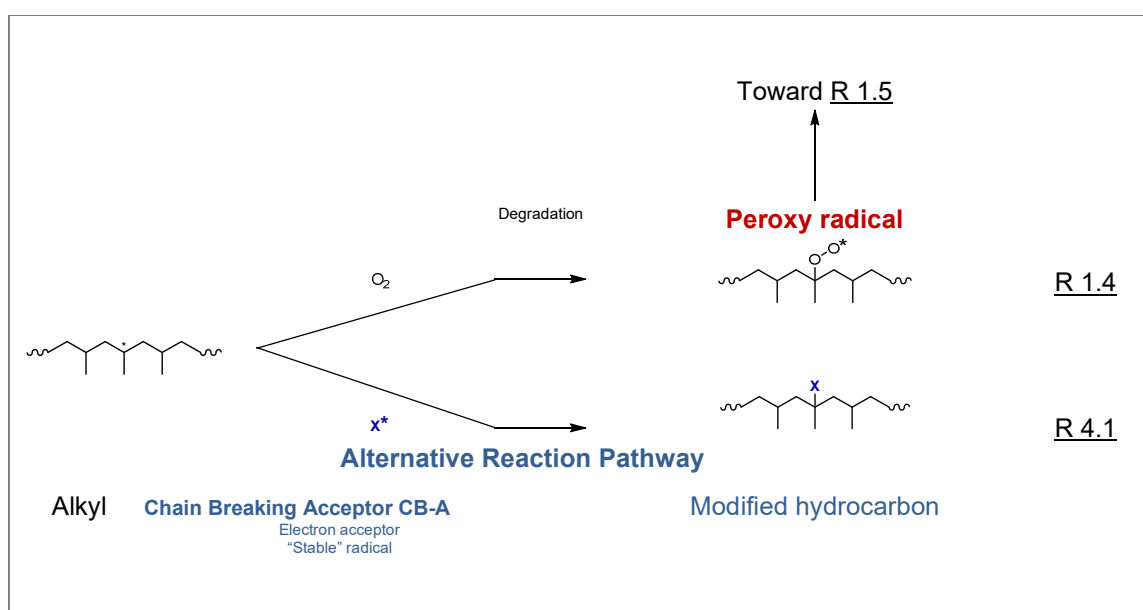 Toward R 1.5
Degradation
Peroxy radical
O-O*
O2
R 1.4
*
x
x*
R 4.1
Alternative Reaction Pathway
Alkyl
Chain Breaking Acceptor CB-A
Modified hydrocarbon
Electron acceptor
“Stable” radical